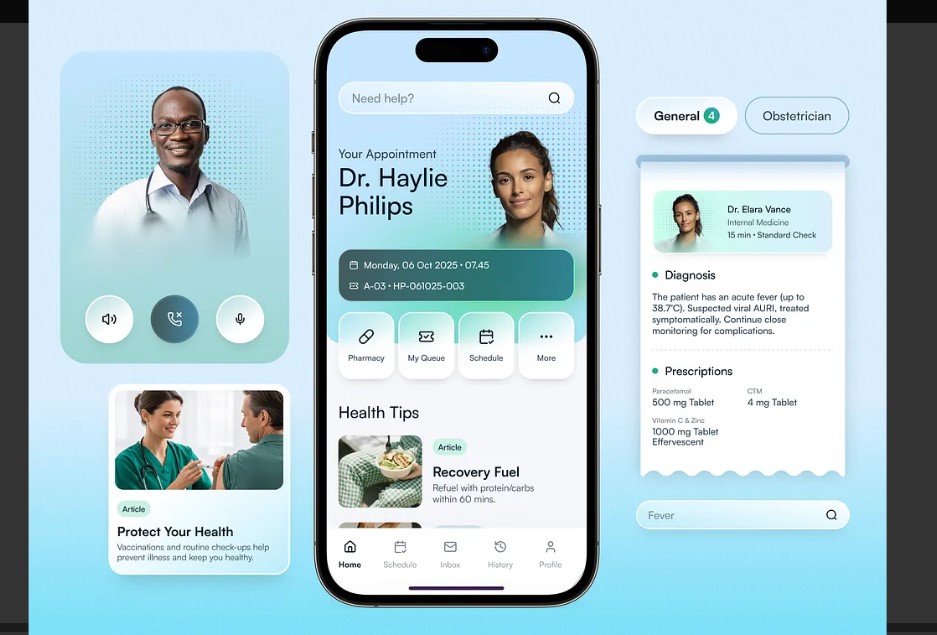 Need help?
Your Appointment
Dr. Haylie
Philips
Monday, 06 Oct 2025 • 07.45
A-03 • HP-061025-003
Pharmacy
My Queue
Schedule
More
Health Tips
Article
Recovery Fuel
Refuel with protein/carbs
within 60 mins.
Home
Schedule
Inbox
History
Profile
Article
Protect Your Health
Vaccinations and routine check-ups help
prevent illness and keep you healthy.
General 4
Obstetrician
Dr. Elara Vance
Internal Medicine
15 min • Standard Check
Diagnosis
The patient has an acute fever (up to
38.7°C). Suspected viral AURI, treated
symptomatically. Continue close
monitoring for complications.
Prescriptions
Paracetamol
500 mg Tablet
CTM
4 mg Tablet
Vitamin C & Zinc
1000 mg Tablet
Effervescent
Fever